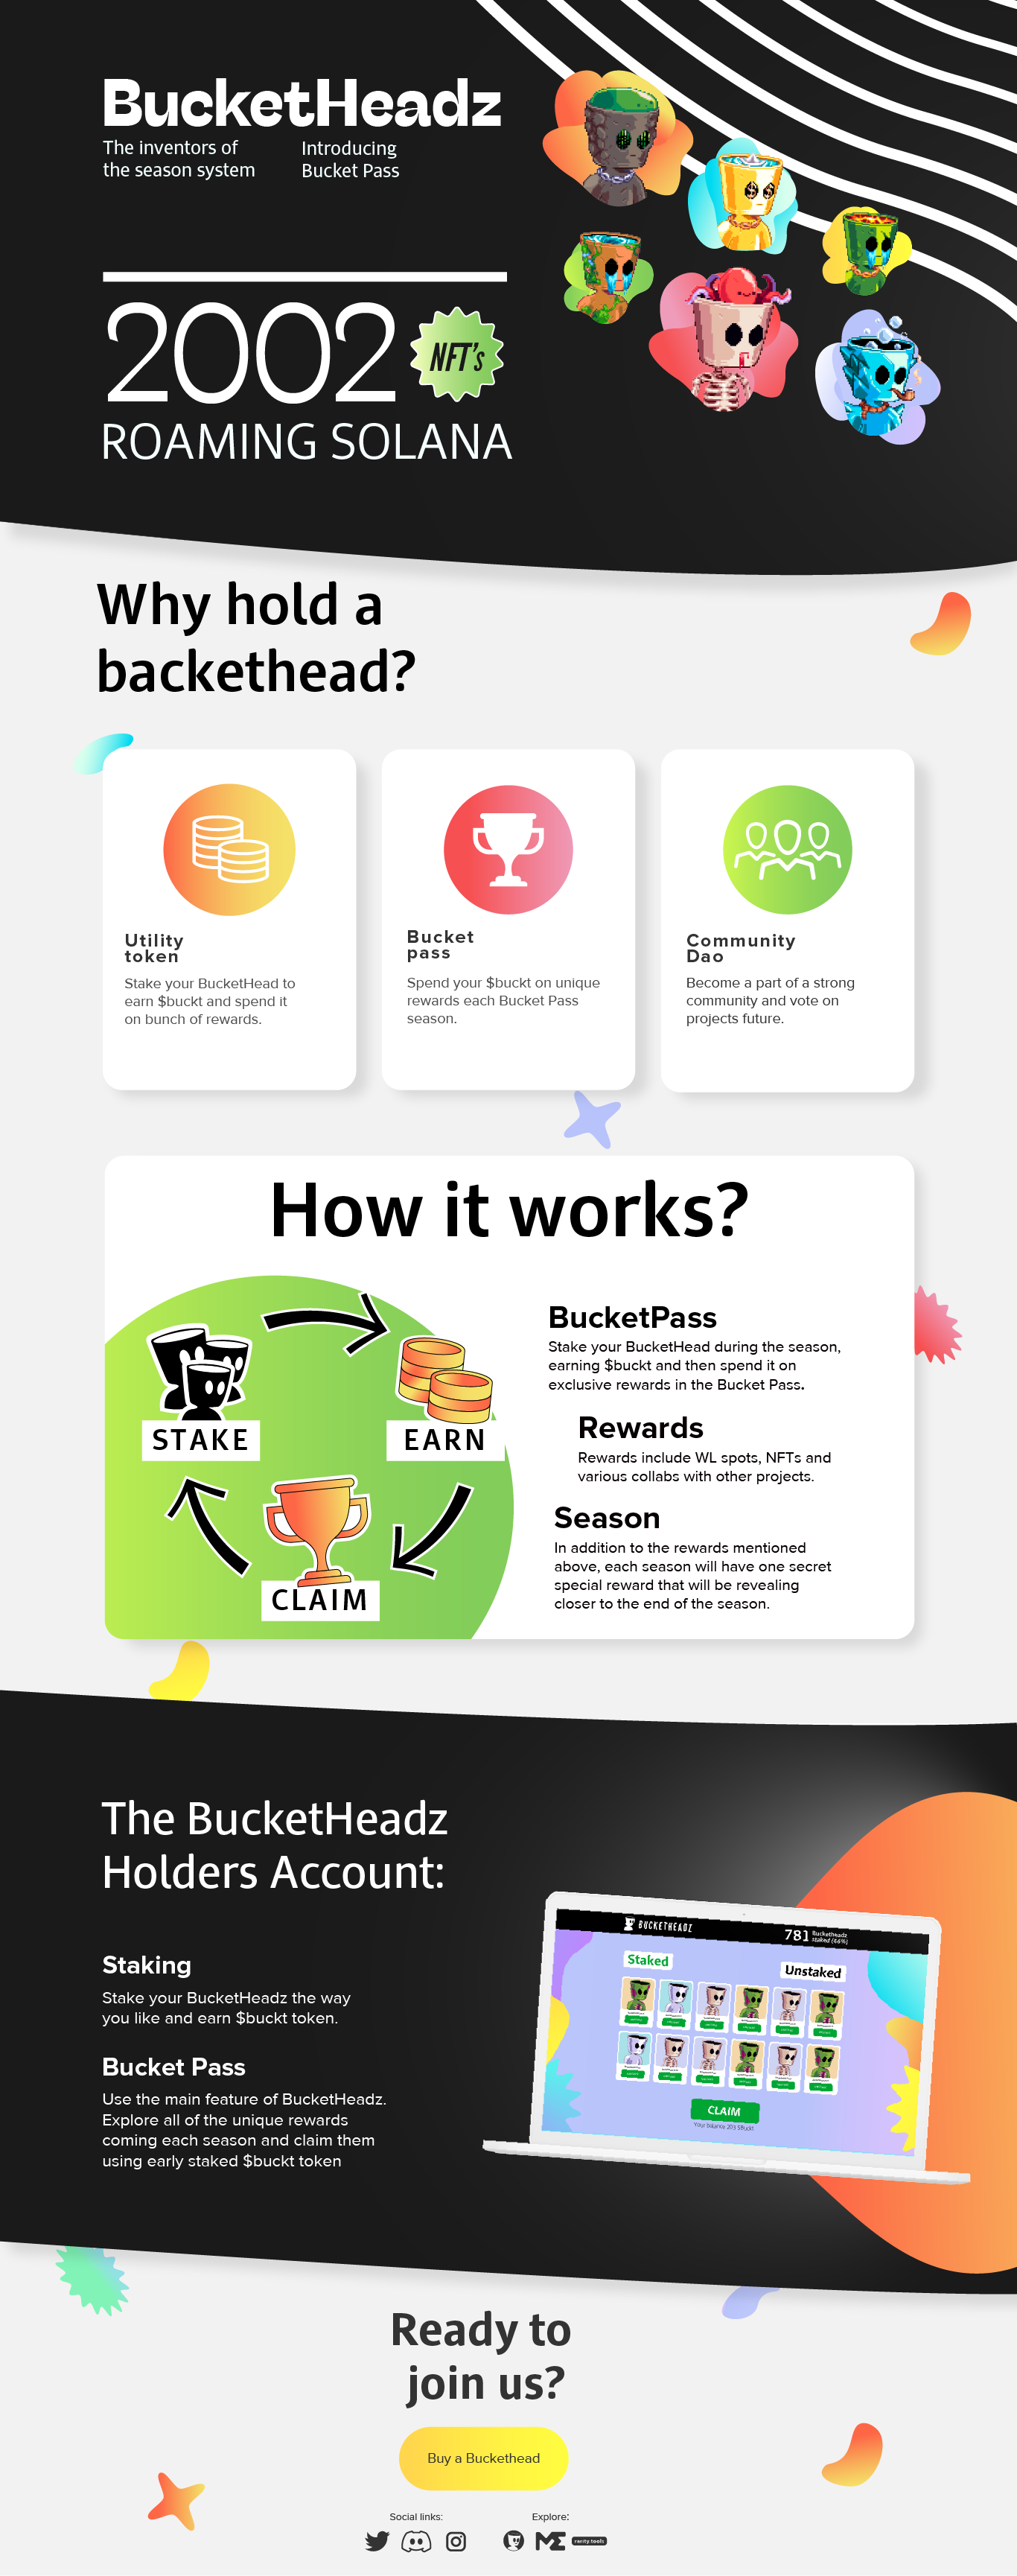 BucketHeadz
The inventors of
the season system
Introducing
Bucket Pass
2002
NFT's
ROAMING SOLANA
Why hold a
backethead?
Utility
token
Stake your BucketHead to
earn $buckt and spend it
on bunch of rewards.
Bucket
pass
Spend your $buckt on unique
rewards each Bucket Pass
season.
Community
Dao
Become a part of a strong
community and vote on
projects future.
How it works?
STAKE
EARN
CLAIM
BucketPass
Stake your BucketHead during the season,
earning $buckt and then spend it on
exclusive rewards in the Bucket Pass.
Rewards
Rewards include WL spots, NFTs and
various collabs with other projects.
Season
In addition to the rewards mentioned
above, each season will have one secret
special reward that will be revealing
closer to the end of the season.
The BucketHeadz
Holders Account:
Staking
Stake your BucketHeadz the way
you like and earn $buckt token.
Bucket Pass
Use the main feature of BucketHeadz.
Explore all of the unique rewards
coming each season and claim them
using early staked $buckt token
BUCKETHEADZ
781 Bucketheadz
staked (66%)
Staked
Unstaked
CLAIM
Your balance 203 $Buckt
Ready to
join us?
Buy a Buckethead
Social links:
Explore:
rarity.tools